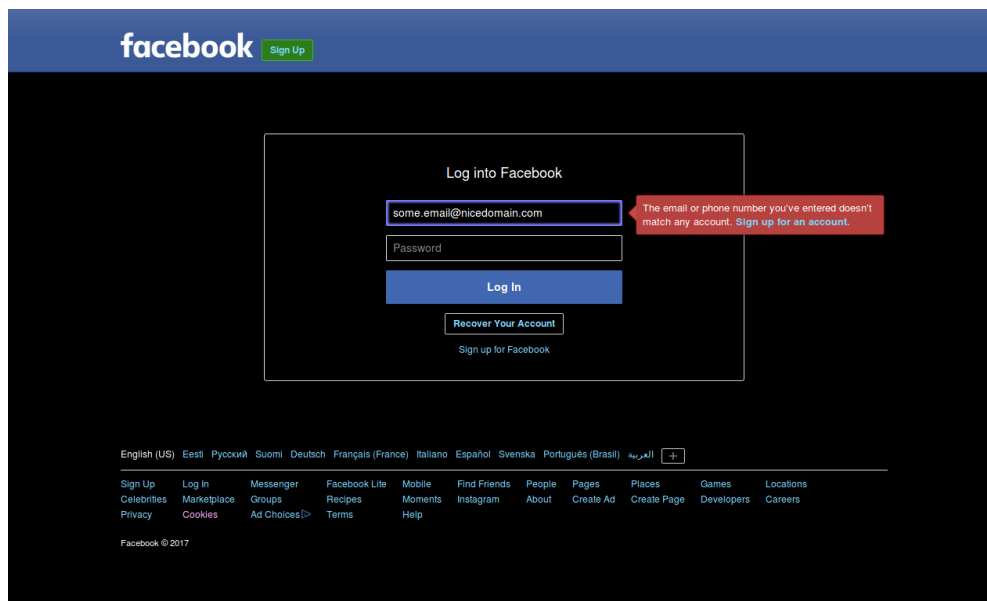 facebook Sign Up
Log into Facebook
some.email@nicedomain.com
The email or phone number you've entered doesn't
match any account. Sign up for an account.
Password
Log In
Recover Your Account
Sign up for Facebook
English (US) Eesti Русский Suomi Deutsch Français (France) Italiano Español Svenska Português (Brasil) العربية +
Sign Up Log In Messenger Facebook Lite Mobile Find Friends People Pages Places Games Locations
Celebrities Marketplace Groups Recipes Moments Instagram About Create Ad Create Page Developers Careers
Privacy Cookies Ad Choices Terms Help
Facebook © 2017